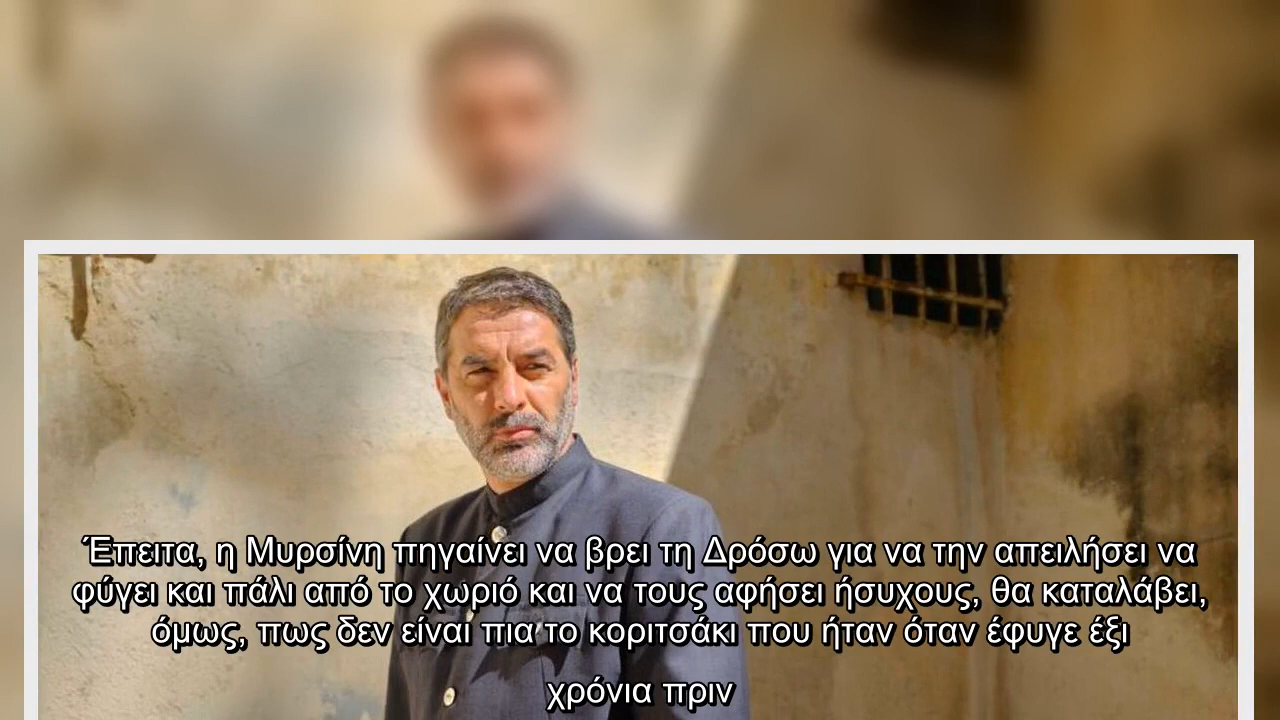 Έπειτα, η Μυρσίνη πηγαίνει να βρει τη Δρόσω για να την απειλήσει να
φύγει και πάλι από το χωριό και να τους αφήσει ήσυχους, θα καταλάβει,
όμως, πως δεν είναι πια το κοριτσάκι που ήταν όταν έφυγε έξι
χρόνια πριν